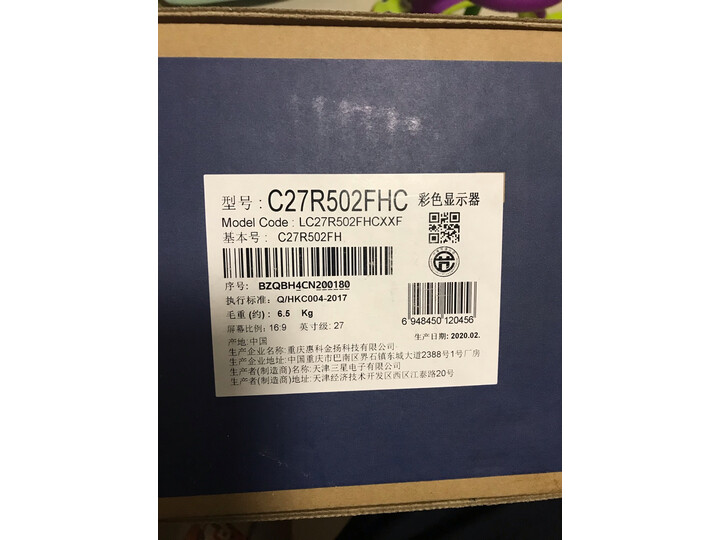 型号: C27R502FHC 彩色显示器
Model Code : LC27R502FHCXXF
基本号 : C27R502FH
序号: BZQBH4CN200180
执行标准: Q/HKC004-2017
毛重 (约) : 6.5 Kg
屏幕比例: 16:9 英寸级: 27
6 948450 120456
生产日期: 2020.02.
产地:中国
生产企业名称:重庆惠科金扬科技有限公司
生产企业地址:中国重庆市巴南区界石镇东城大道2388号1号厂房
生产者(制造商)名称:天津三星电子有限公司
生产者(制造商)地址:天津经济技术开发区西区江泰路20号